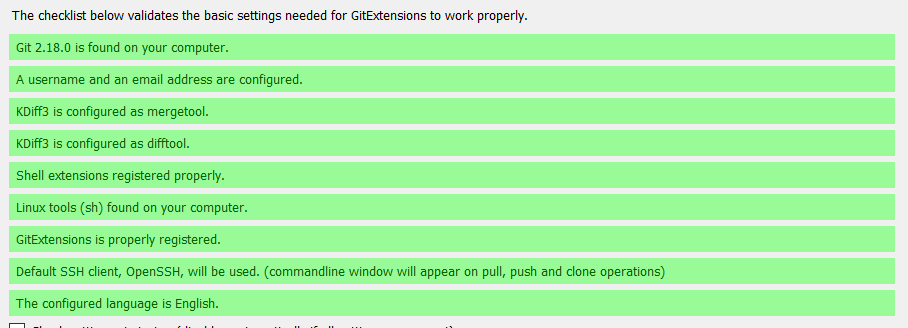 The checklist below validates the basic settings needed for GitExtensions to work properly.
Git 2.18.0 is found on your computer.
A username and an email address are configured.
KDiff3 is configured as mergetool.
KDiff3 is configured as difftool.
Shell extensions registered properly.
Linux tools (sh) found on your computer.
GitExtensions is properly registered.
Default SSH client, OpenSSH, will be used. (commandline window will appear on pull, push and clone operations)
The configured language is English.